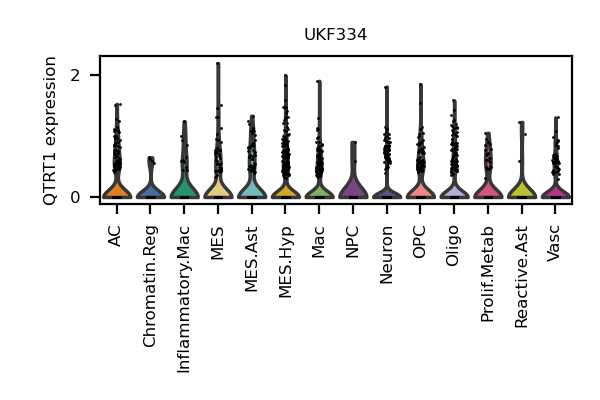 UKF334
QTRT1 expression
2
0
AC
Chromatin.Reg
Inflammatory.Mac
MES
MES.Ast
MES.Hyp
Mac
NPC
Neuron
OPC
Oligo
Prolif.Metab
Reactive.Ast
Vasc